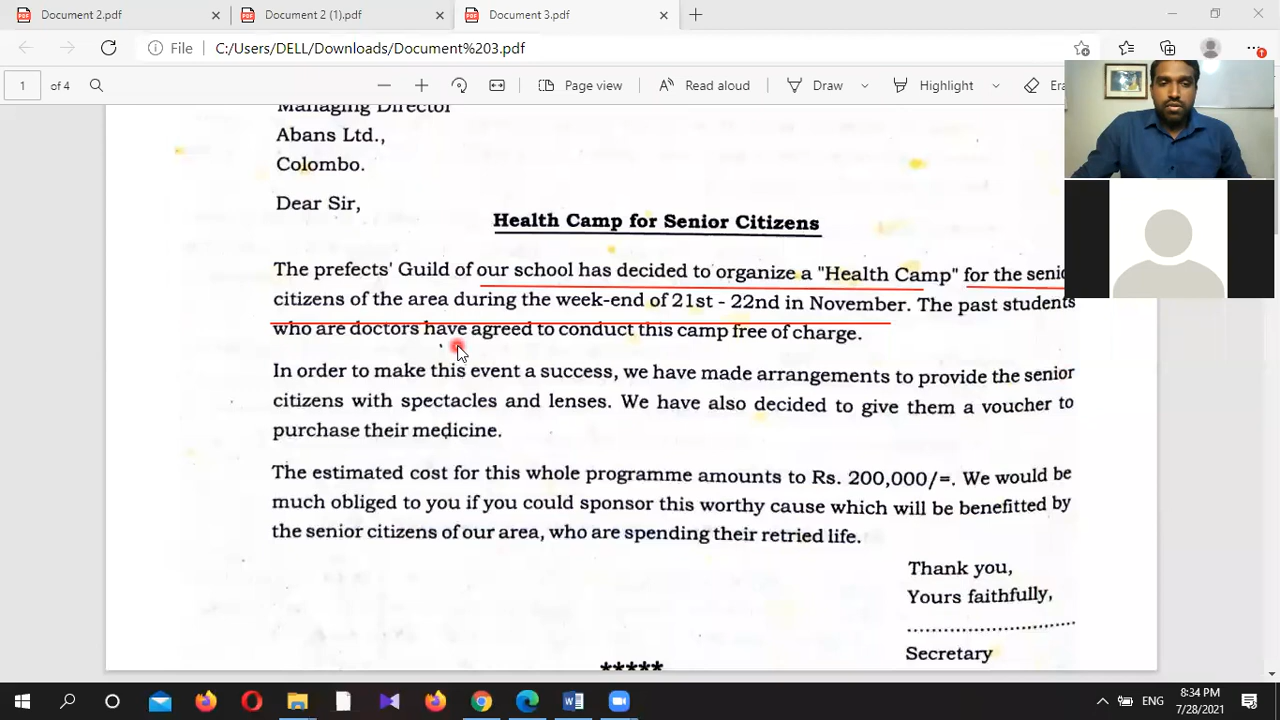 Document 2.pdf
Document 2 (1).pdf
Document 3.pdf
File
C:/Users/DELL/Downloads/Document%203.pdf
1 of 4
Page view
Read aloud
Draw
Highlight
Era
Managing Director
Abans Ltd.,
Colombo.
Dear Sir,
Health Camp for Senior Citizens
The prefects' Guild of our school has decided to organize a "Health Camp" for the senio
citizens of the area during the week-end of 21st - 22nd in November. The past students
who are doctors have agreed to conduct this camp free of charge.
In order to make this event a success, we have made arrangements to provide the senior
citizens with spectacles and lenses. We have also decided to give them a voucher to
purchase their medicine.
The estimated cost for this whole programme amounts to Rs. 200,000/=. We would be
much obliged to you if you could sponsor this worthy cause which will be benefitted by
the senior citizens of our area, who are spending their retried life.
Thank you,
Yours faithfully,
..............................
Secretary
*****
ENG
8:34 PM
7/28/2021